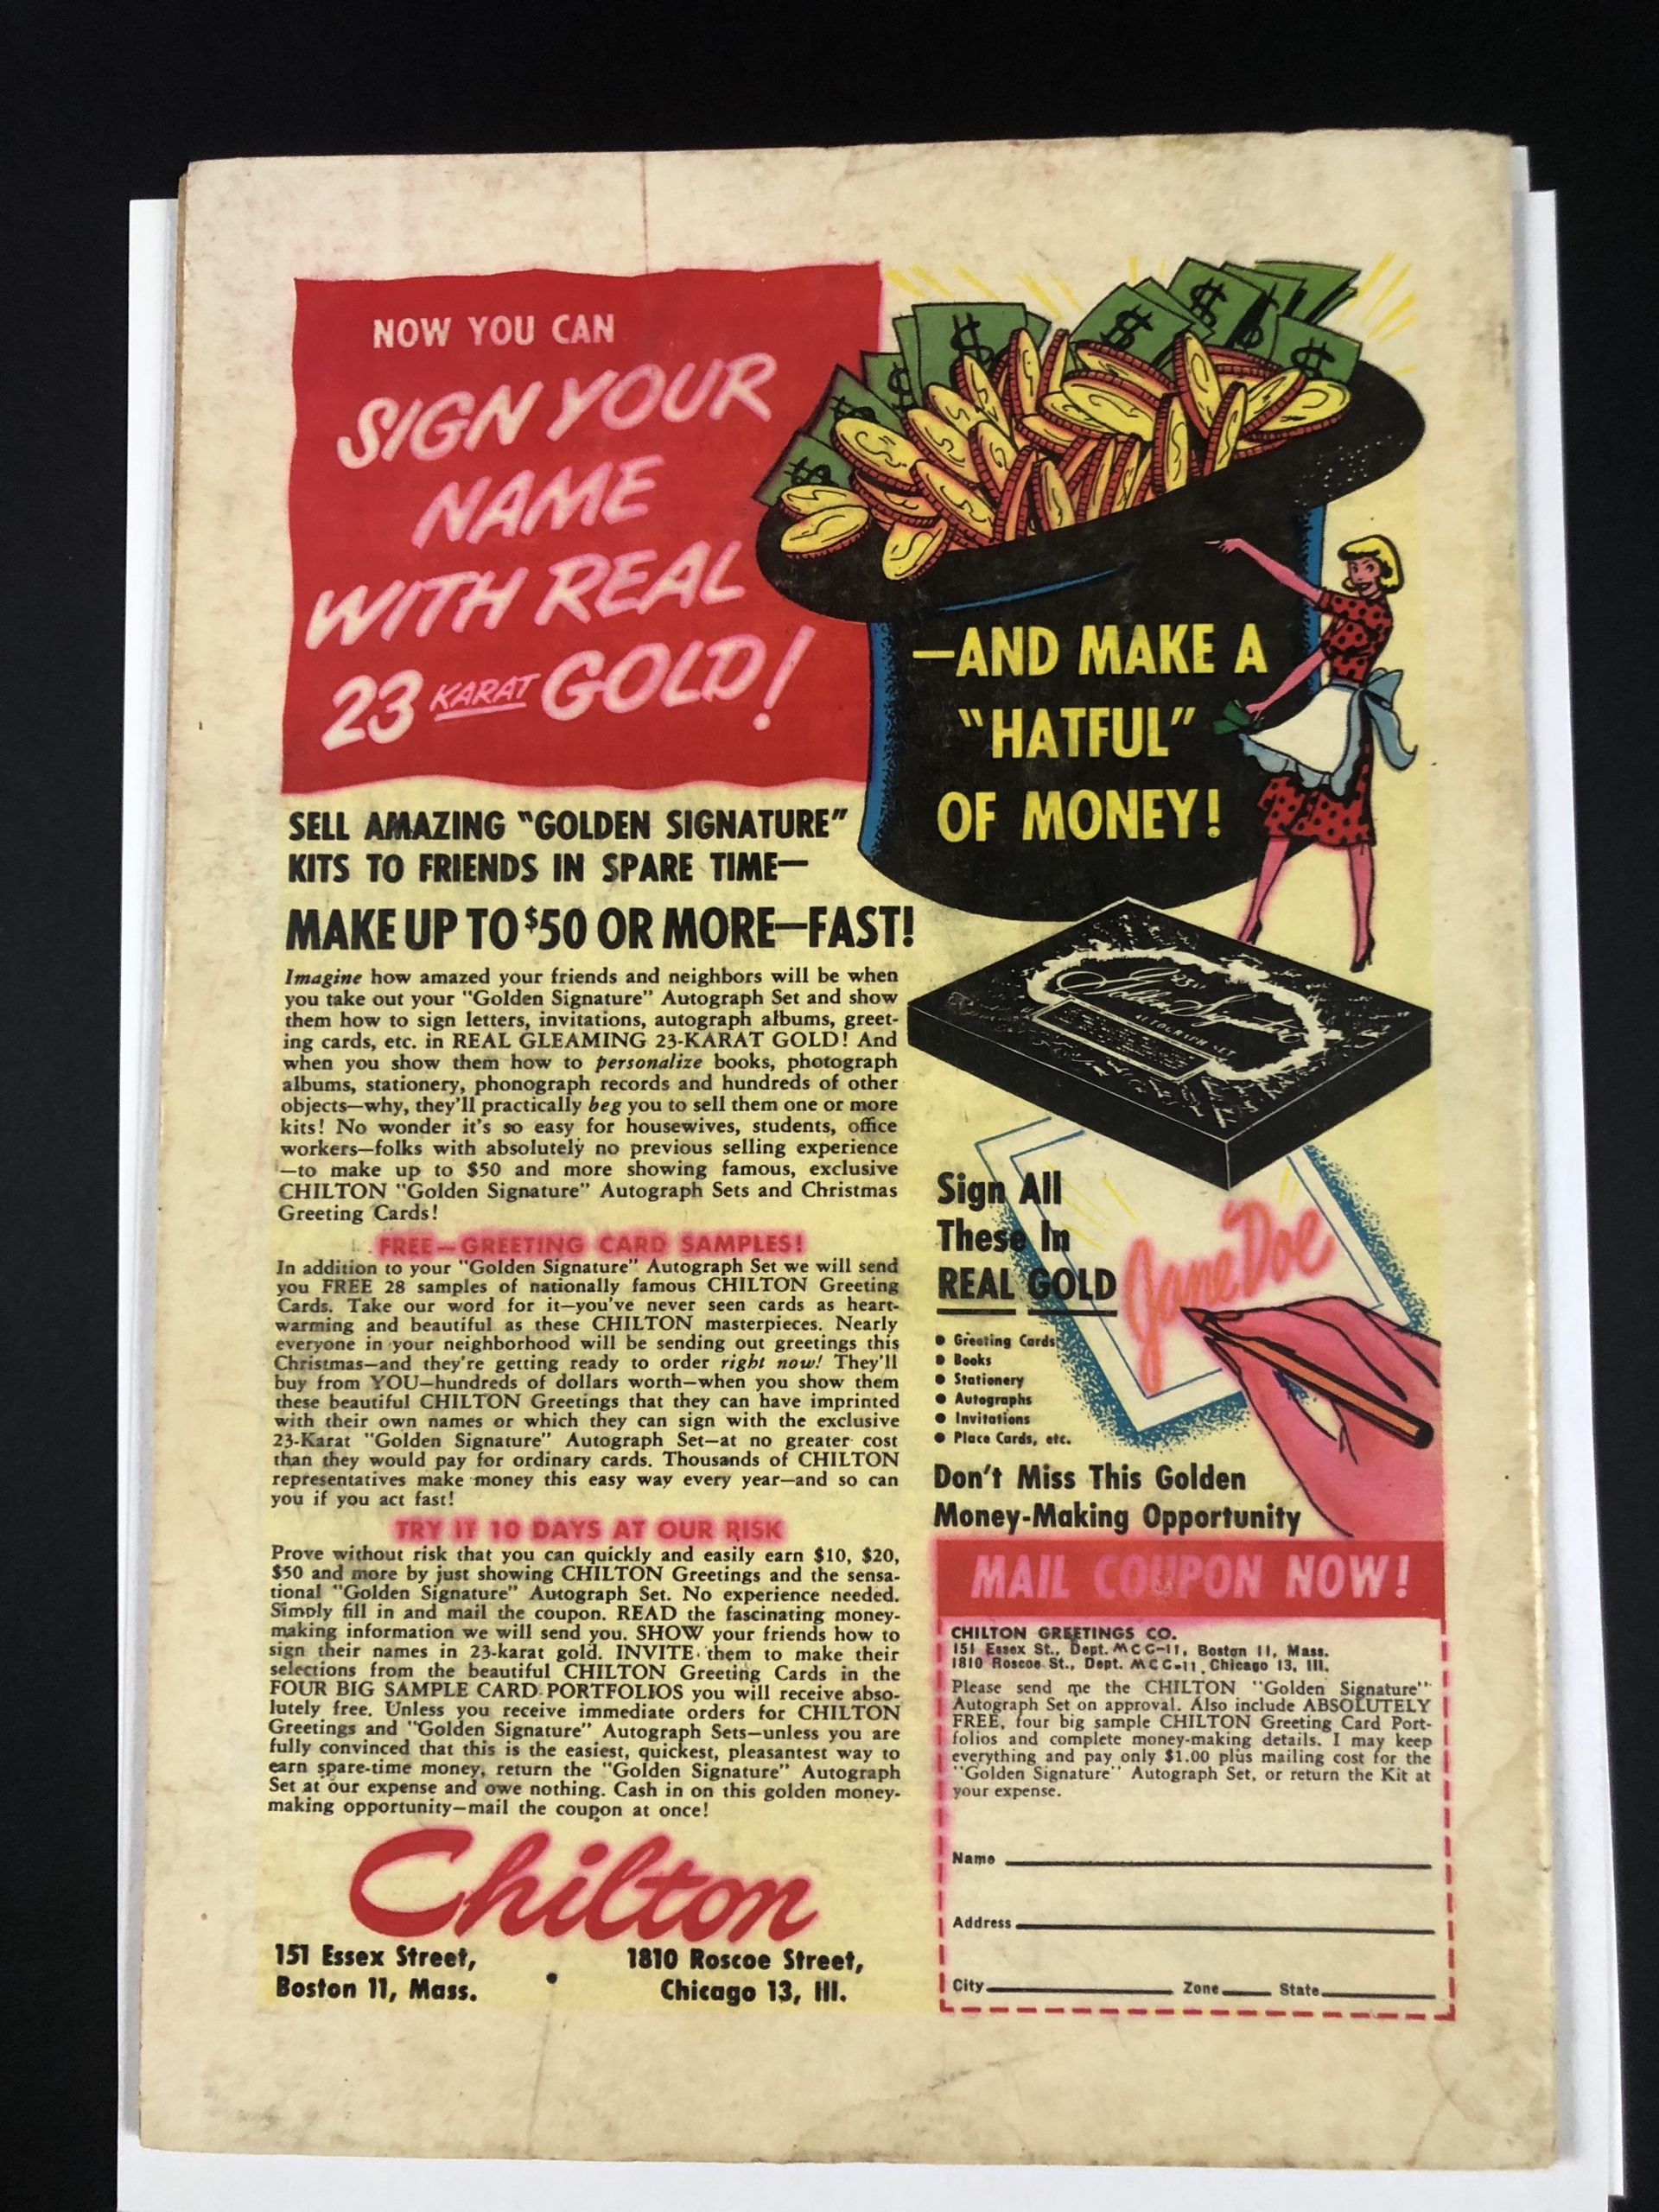 NOW YOU CAN
SIGN YOUR
NAME
WITH REAL
23 KARAT GOLD!
—AND MAKE A
"HATFUL"
OF MONEY!
SELL AMAZING "GOLDEN SIGNATURE"
KITS TO FRIENDS IN SPARE TIME—
MAKE UP TO $50 OR MORE—FAST!
Imagine how amazed your friends and neighbors will be when
you take out your "Golden Signature" Autograph Set and show
them how to sign letters, invitations, autograph albums, greet-
ing cards, etc. in REAL GLEAMING 23-KARAT GOLD! And
when you show them how to personalize books, photograph
albums, stationery, phonograph records and hundreds of other
objects—why, they'll practically beg you to sell them one or more
kits! No wonder it's so easy for housewives, students, office
workers—folks with absolutely no previous selling experience
—to make up to $50 and more showing famous, exclusive
CHILTON "Golden Signature" Autograph Sets and Christmas
Greeting Cards!
FREE—GREETING CARD SAMPLES!
In addition to your "Golden Signature" Autograph Set we will send
you FREE 28 samples of nationally famous CHILTON Greeting
Cards. Take our word for it—you've never seen cards as heart-
warming and beautiful as these CHILTON masterpieces. Nearly
everyone in your neighborhood will be sending out greetings this
Christmas—and they're getting ready to order right now! They'll
buy from YOU—hundreds of dollars worth—when you show them
these beautiful CHILTON Greetings that they can have imprinted
with their own names or which they can sign with the exclusive
23-Karat "Golden Signature" Autograph Set—at no greater cost
than they would pay for ordinary cards. Thousands of CHILTON
representatives make money this easy way every year—and so can
you if you act fast!
TRY IT 10 DAYS AT OUR RISK
Prove without risk that you can quickly and easily earn $10, $20,
$50 and more by just showing CHILTON Greetings and the sensa-
tional "Golden Signature" Autograph Set. No experience needed.
Simply fill in and mail the coupon. READ the fascinating money-
making information we will send you. SHOW your friends how to
sign their names in 23-karat gold. INVITE them to make their
selections from the beautiful CHILTON Greeting Cards in the
FOUR BIG SAMPLE CARD PORTFOLIOS you will receive abso-
lutely free. Unless you receive immediate orders for CHILTON
Greetings and "Golden Signature" Autograph Sets—unless you are
fully convinced that this is the easiest, quickest, pleasantest way to
earn spare-time money, return the "Golden Signature" Autograph
Set at our expense and owe nothing. Cash in on this golden money-
making opportunity—mail the coupon at once!
Chilton
151 Essex Street,
Boston 11, Mass.
•
1810 Roscoe Street,
Chicago 13, Ill.
Golden Signature
AUTOGRAPH SET
Sign All
These In
REAL GOLD
Jane Doe
• Greeting Cards
• Books
• Stationery
• Autographs
• Invitations
• Place Cards, etc.
Don't Miss This Golden
Money-Making Opportunity
MAIL COUPON NOW!
CHILTON GREETINGS CO.
151 Essex St., Dept. MCG-11, Boston 11, Mass.
1810 Roscoe St., Dept. MCG-11, Chicago 13, Ill.
Please send me the CHILTON "Golden Signature"
Autograph Set on approval. Also include ABSOLUTELY
FREE, four big sample CHILTON Greeting Card Port-
folios and complete money-making details. I may keep
everything and pay only $1.00 plus mailing cost for the
"Golden Signature" Autograph Set, or return the Kit at
your expense.
Name
Address
City Zone State